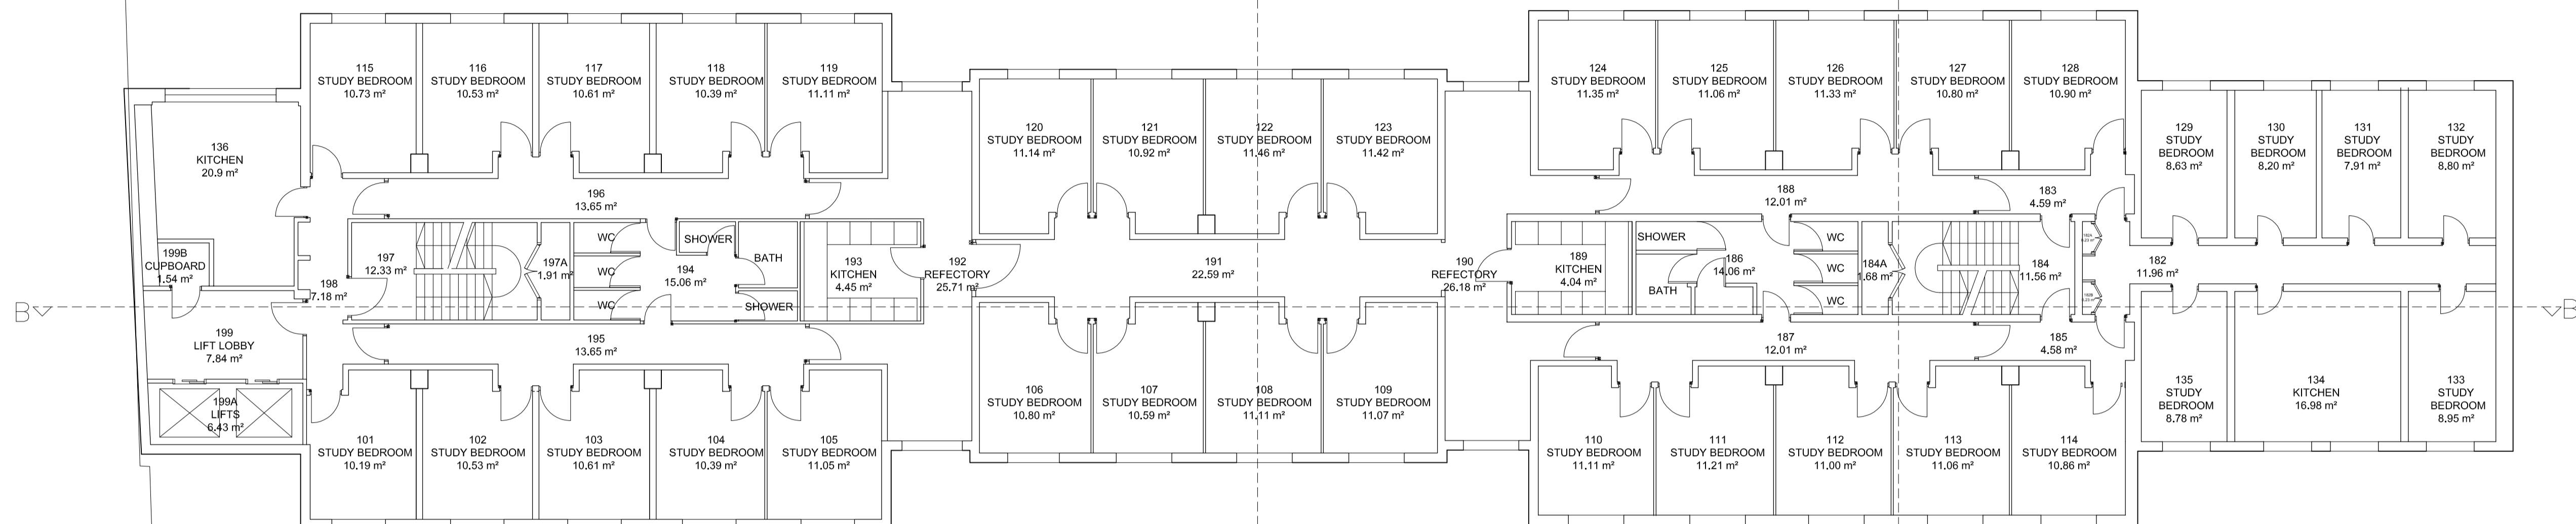 115
STUDY BEDROOM
10.73 m²
116
STUDY BEDROOM
10.53 m²
117
STUDY BEDROOM
10.61 m²
118
STUDY BEDROOM
10.39 m²
119
STUDY BEDROOM
11.11 m²
124
STUDY BEDROOM
11.35 m²
125
STUDY BEDROOM
11.06 m²
126
STUDY BEDROOM
11.33 m²
127
STUDY BEDROOM
10.80 m²
128
STUDY BEDROOM
10.90 m²
120
STUDY BEDROOM
11.14 m²
121
STUDY BEDROOM
10.92 m²
122
STUDY BEDROOM
11.46 m²
123
STUDY BEDROOM
11.42 m²
129
STUDY
BEDROOM
8.63 m²
130
STUDY
BEDROOM
8.20 m²
131
STUDY
BEDROOM
7.91 m²
132
STUDY
BEDROOM
8.80 m²
136
KITCHEN
20.9 m²
196
13.65 m²
188
12.01 m²
183
4.59 m²
199B
CUPBOARD
1.54 m²
198
7.18 m²
197
12.33 m²
197A
1.91 m²
WC
WC
WC
SHOWER
BATH
SHOWER
194
15.06 m²
193
KITCHEN
4.45 m²
192
REFECTORY
25.71 m²
191
22.59 m²
190
REFECTORY
26.18 m²
189
KITCHEN
4.04 m²
SHOWER
BATH
186
14.06 m²
WC
WC
WC
184A
1.68 m²
184
11.56 m²
182
11.96 m²
B
B
199
LIFT LOBBY
7.84 m²
195
13.65 m²
187
12.01 m²
185
4.58 m²
199A
LIFTS
6.43 m²
101
STUDY BEDROOM
10.19 m²
102
STUDY BEDROOM
10.53 m²
103
STUDY BEDROOM
10.61 m²
104
STUDY BEDROOM
10.39 m²
105
STUDY BEDROOM
11.05 m²
106
STUDY BEDROOM
10.80 m²
107
STUDY BEDROOM
10.59 m²
108
STUDY BEDROOM
11.11 m²
109
STUDY BEDROOM
11.07 m²
110
STUDY BEDROOM
11.11 m²
111
STUDY BEDROOM
11.21 m²
112
STUDY BEDROOM
11.00 m²
113
STUDY BEDROOM
11.06 m²
114
STUDY BEDROOM
10.86 m²
135
STUDY
BEDROOM
8.78 m²
134
KITCHEN
16.98 m²
133
STUDY
BEDROOM
8.95 m²